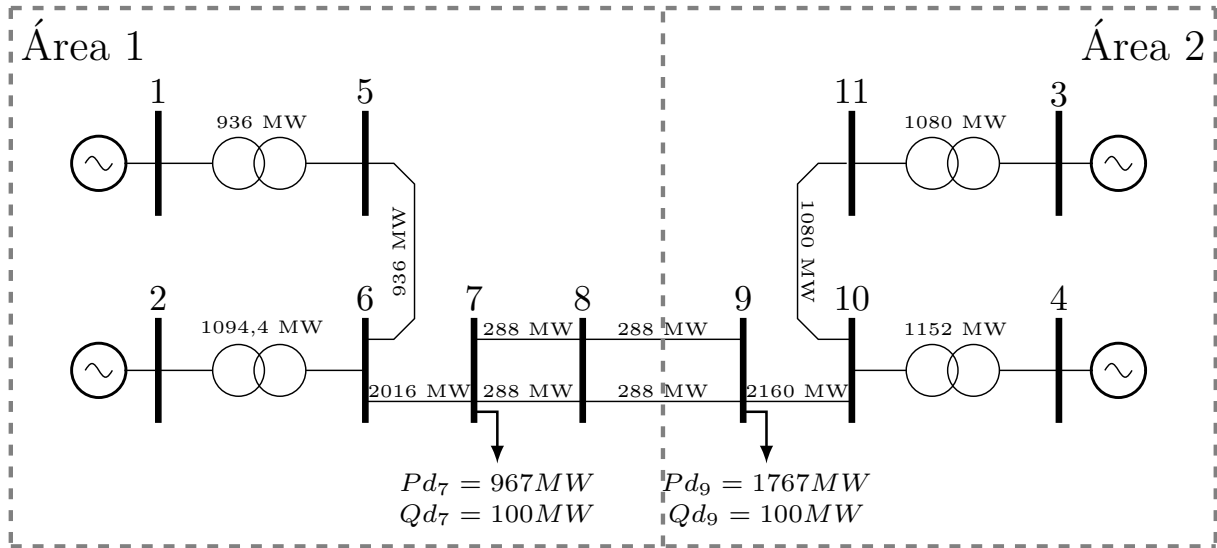 Área 1
Área 2
1
5
11
3
936 MW
1080 MW
936 MW
1080 MW
2
6
7
8
9
10
4
1094,4 MW
288 MW
288 MW
1152 MW
2016 MW
288 MW
288 MW
2160 MW
Pd₇ = 967MW
Qd₇ = 100MW
Pd₉ = 1767MW
Qd₉ = 100MW